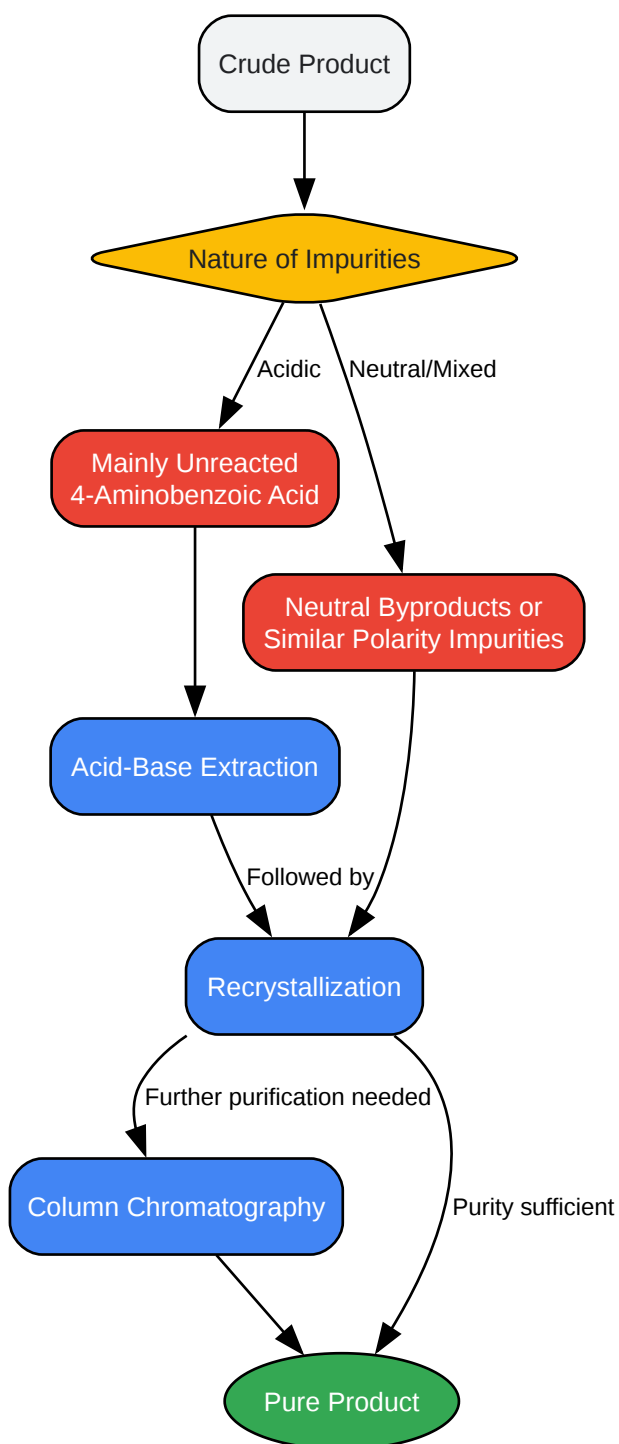 Crude Product
Nature of Impurities
Acidic
Neutral/Mixed
Mainly Unreacted
4-Aminobenzoic Acid
Neutral Byproducts or
Similar Polarity Impurities
Acid-Base Extraction
Followed by
Recrystallization
Further purification needed
Column Chromatography
Purity sufficient
Pure Product